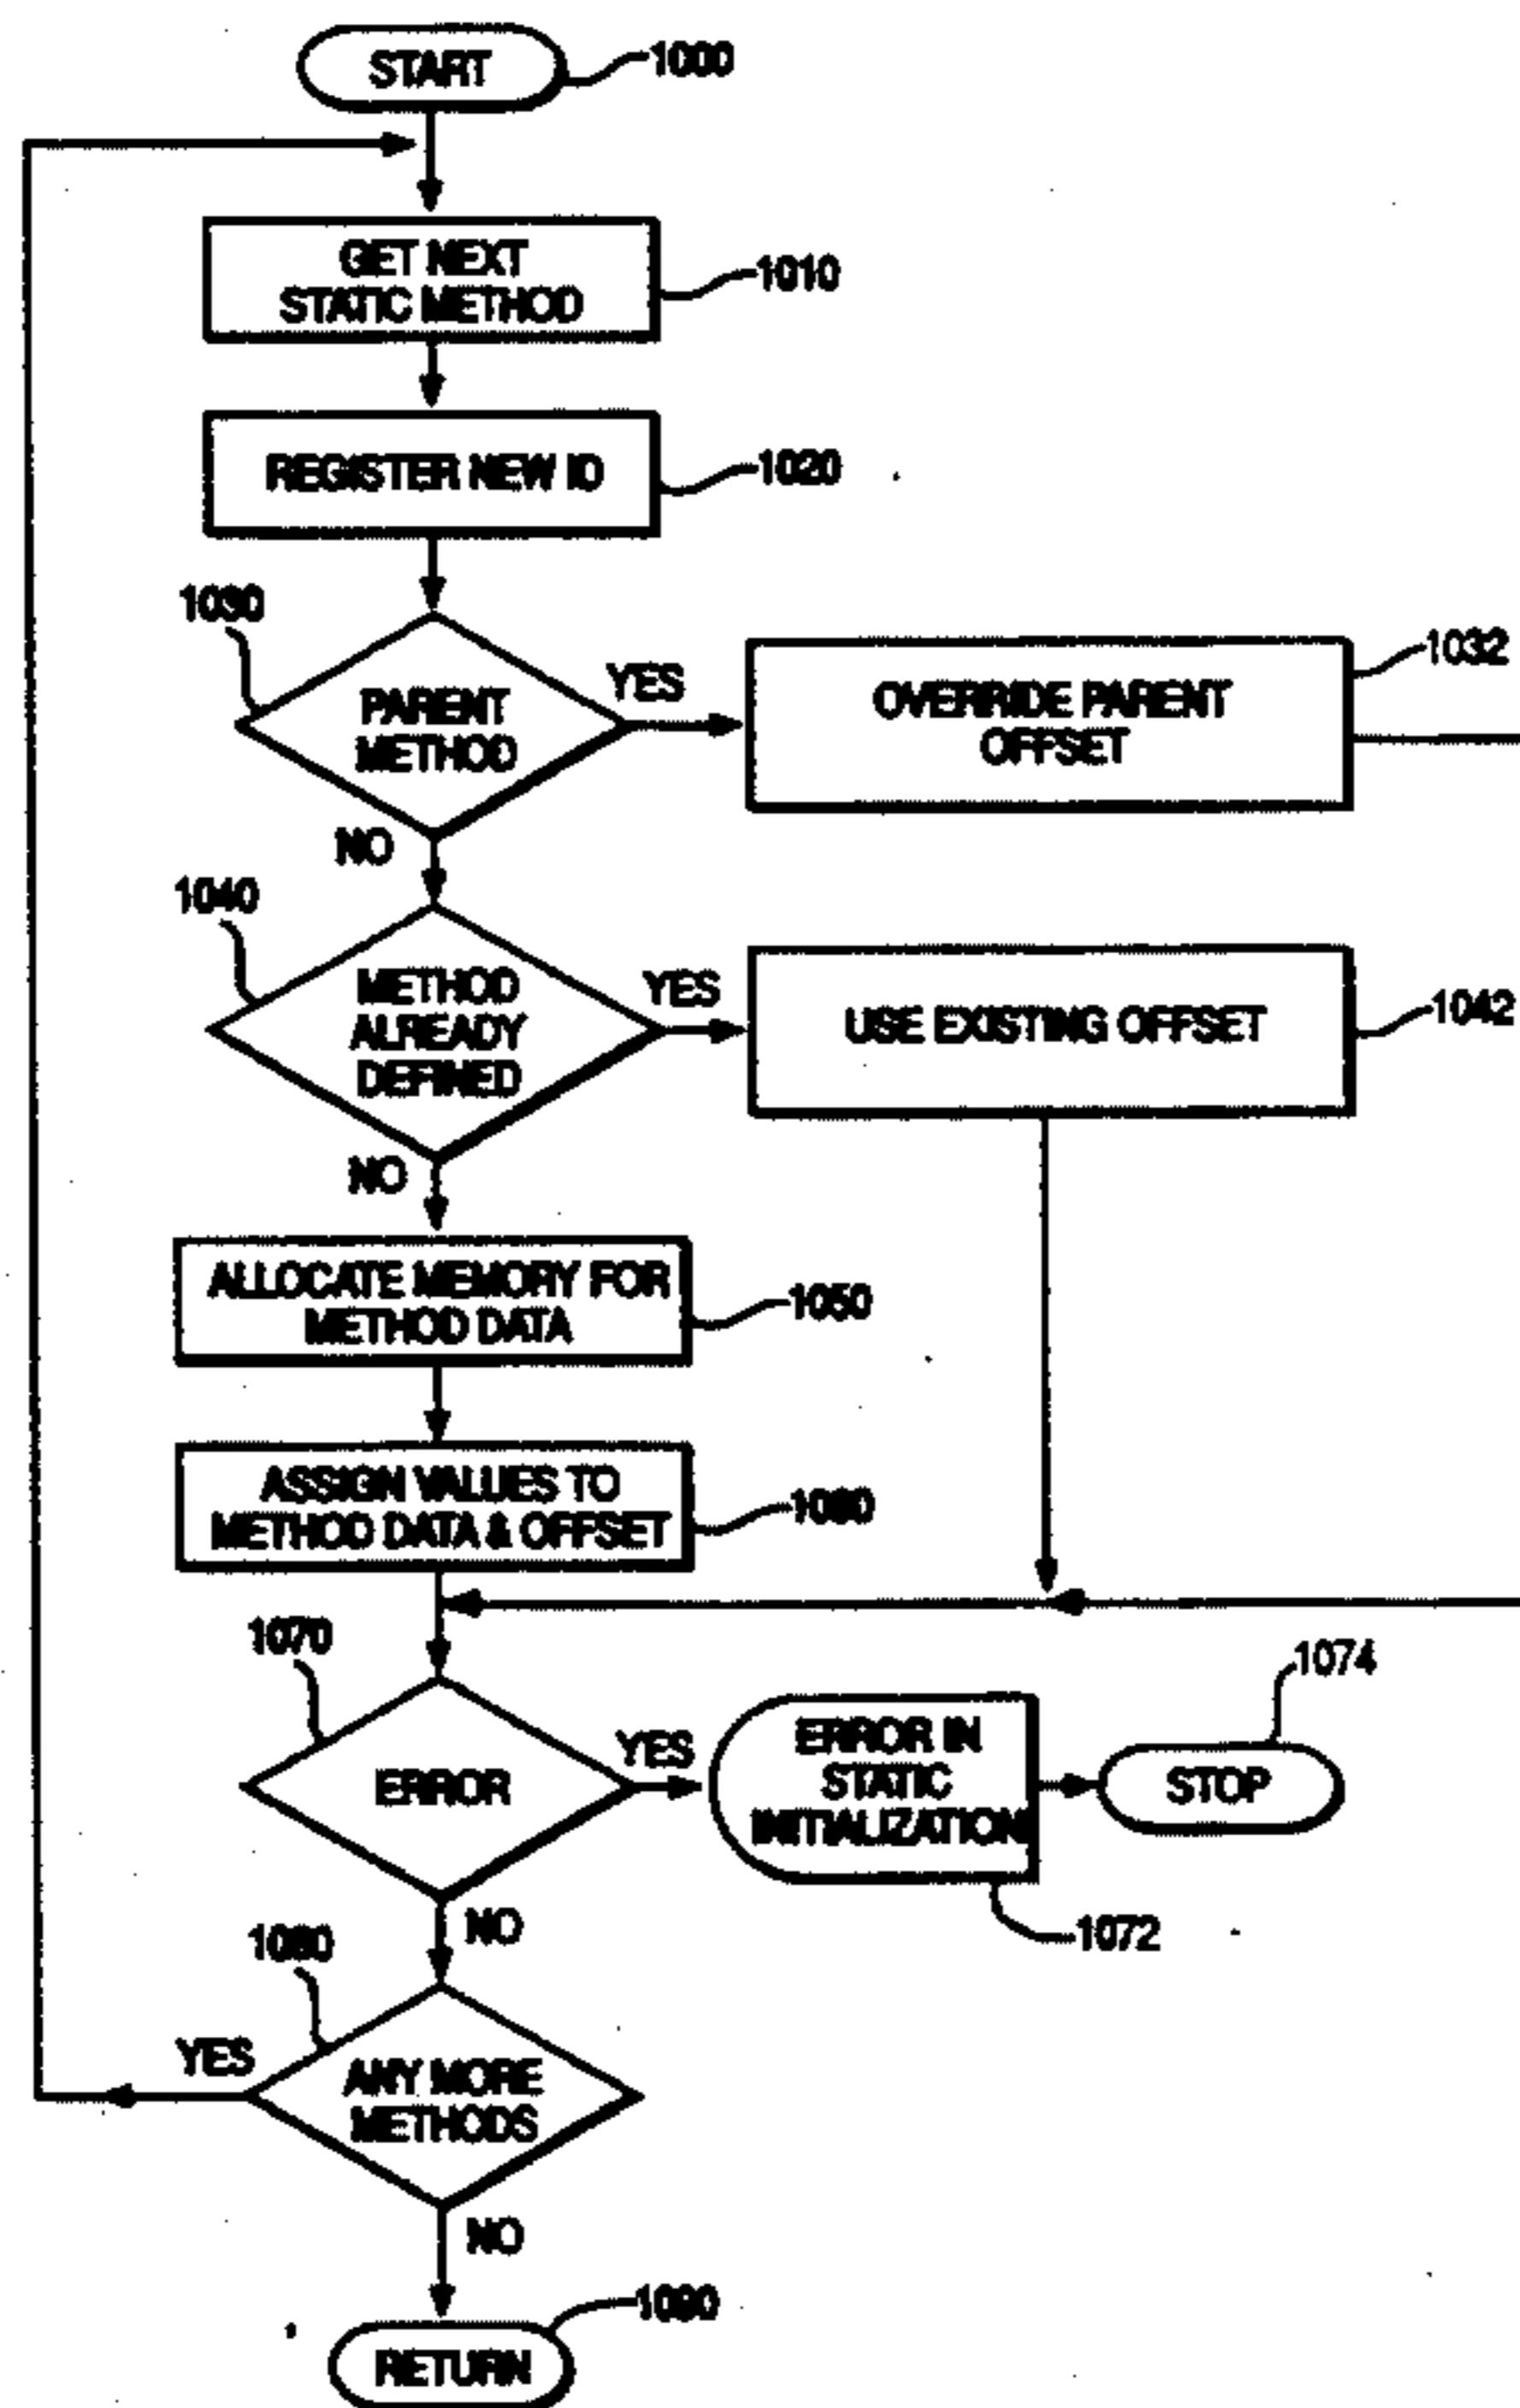 START
1000
GET NEXT
STATIC METHOD
1010
REGISTER NEW ID
1020
1030
PARENT
METHOD
YES
OVERRIDE PARENT
OFFSET
1032
NO
1040
METHOD
ALREADY
DEFINED
YES
USE EXISTING OFFSET
1042
NO
ALLOCATE MEMORY FOR
METHOD DATA
1050
ASSIGN VALUES TO
METHOD DATA & OFFSET
1060
1070
ERROR
YES
ERROR IN
STATIC
INITIALIZATION
1072
STOP
1074
NO
1080
ANY MORE
METHODS
YES
NO
1090
RETURN